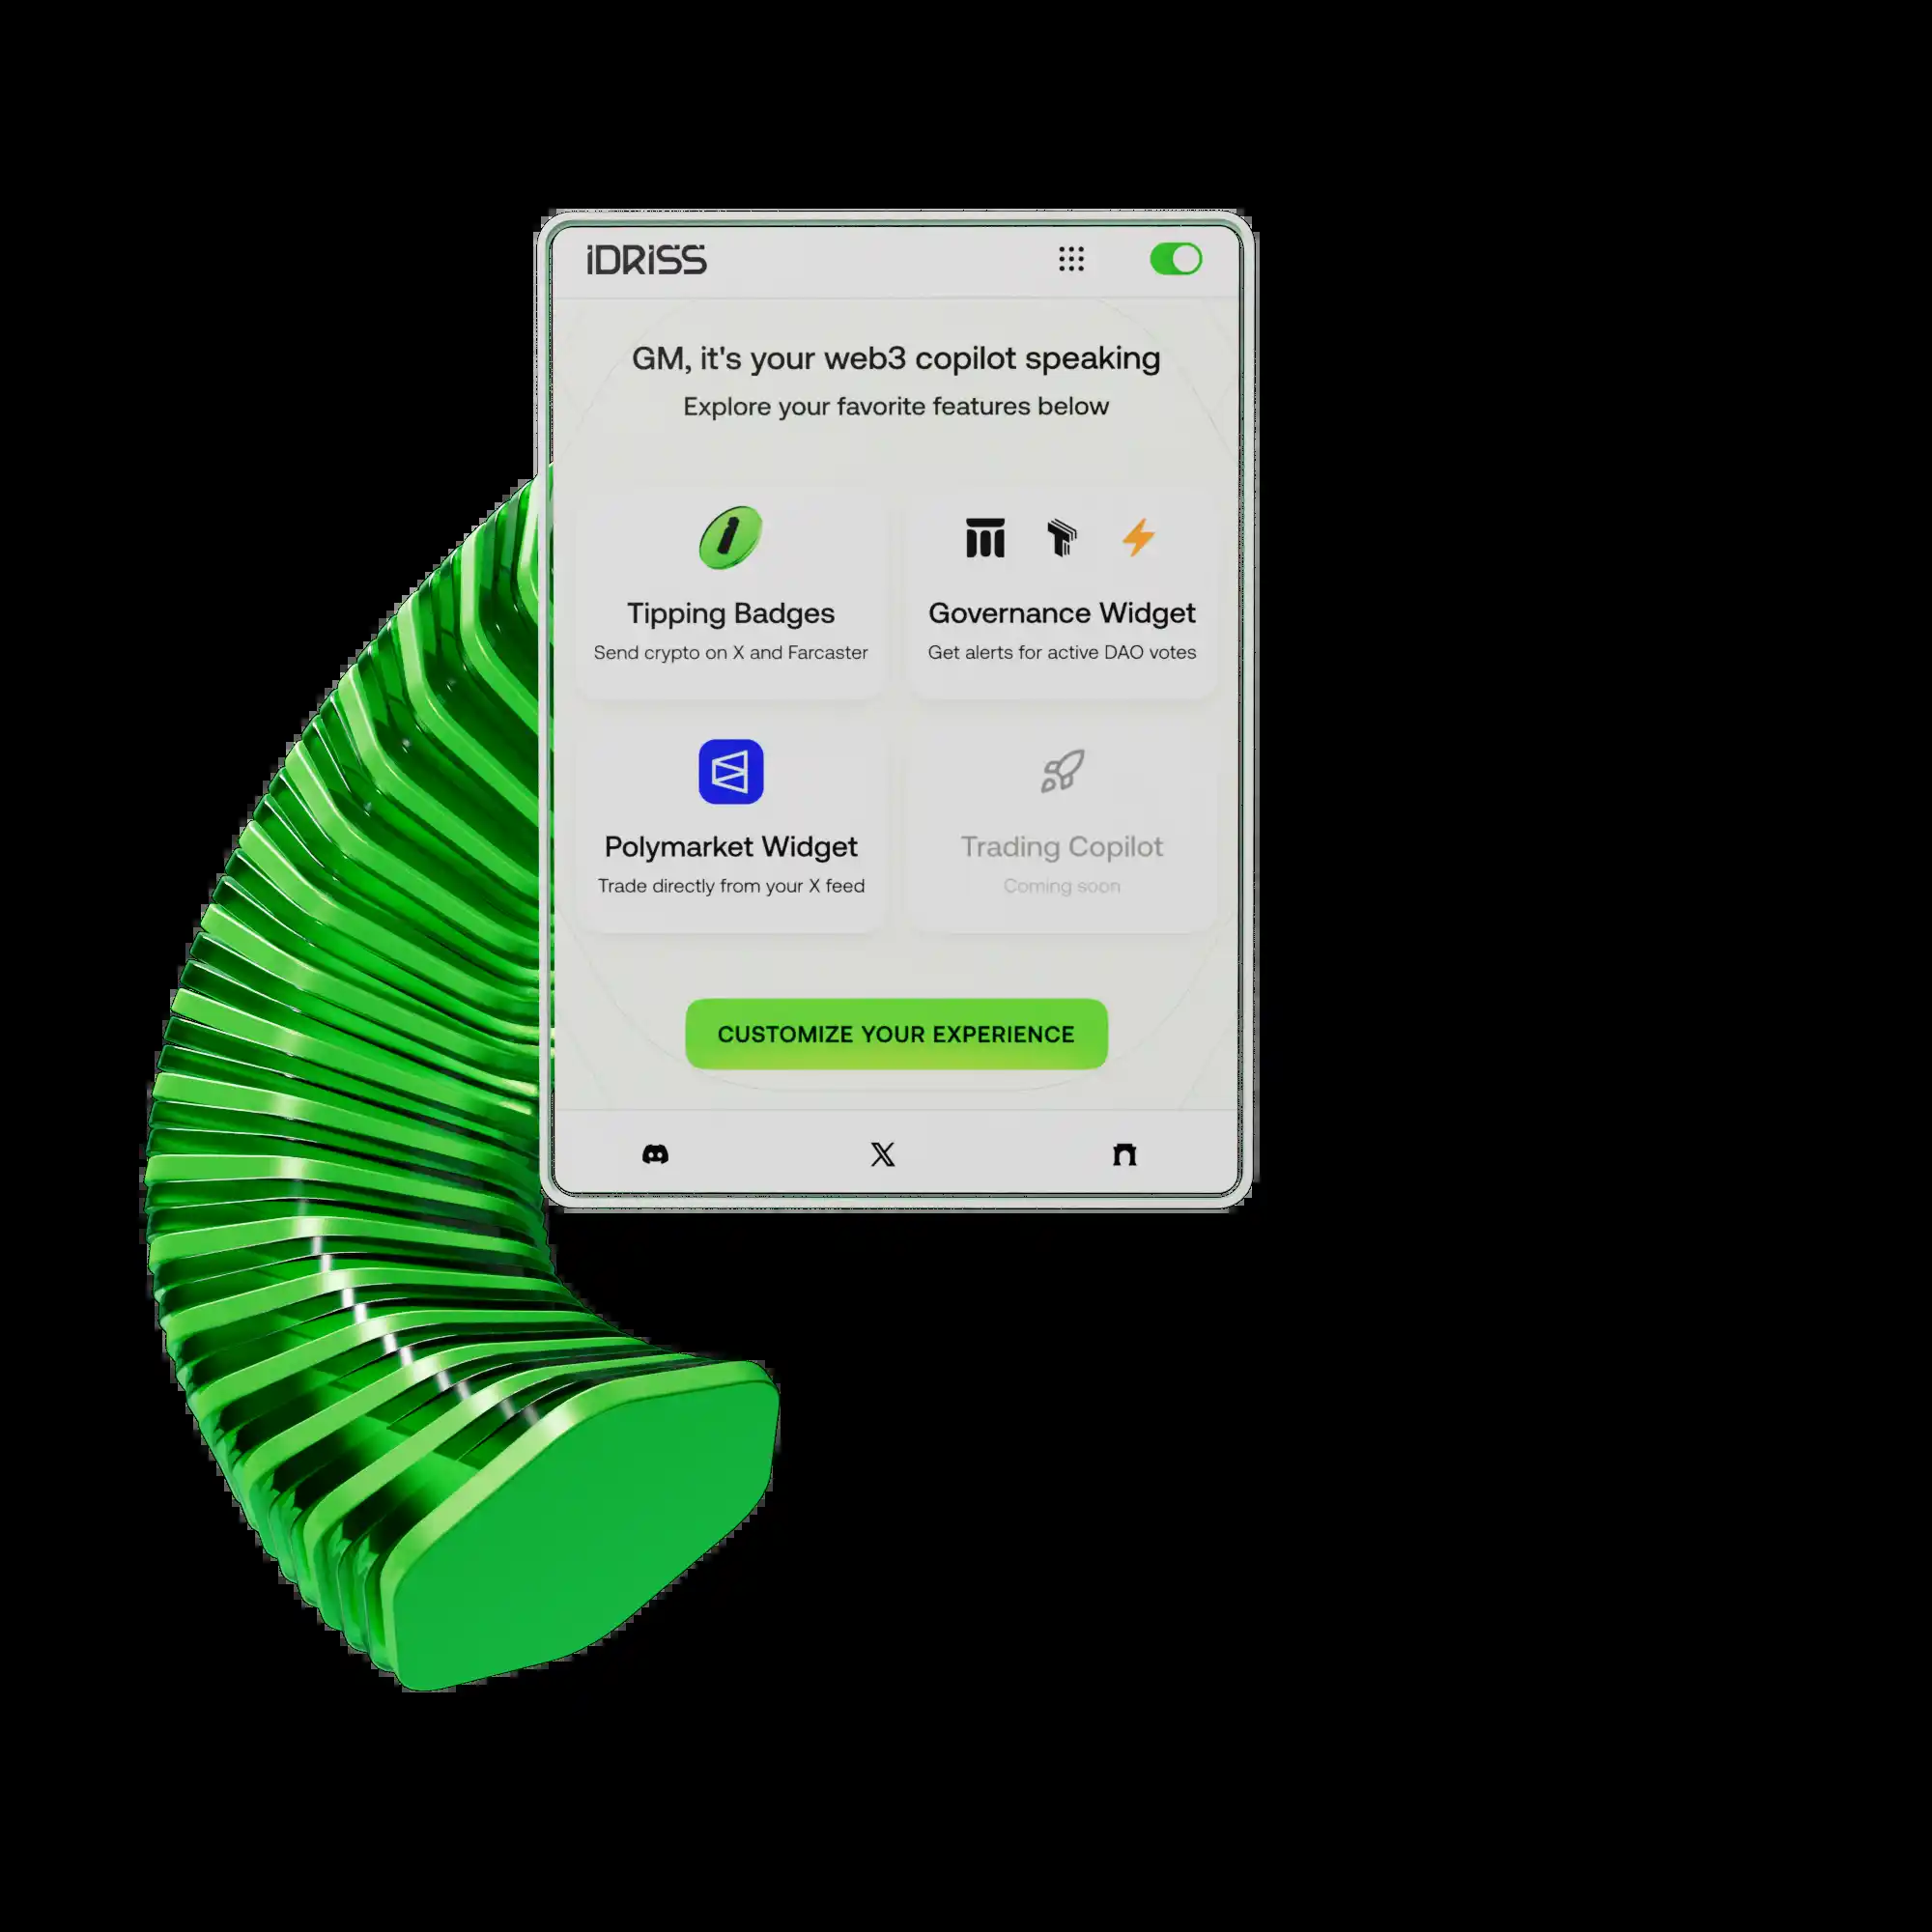 iDRiSS
GM, it's your web3 copilot speaking
Explore your favorite features below
Tipping Badges
Send crypto on X and Farcaster
Governance Widget
Get alerts for active DAO votes
Polymarket Widget
Trade directly from your X feed
Trading Copilot
Coming soon
CUSTOMIZE YOUR EXPERIENCE